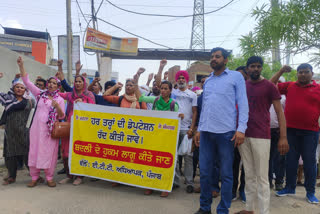 ਹਰ ਤਰ੍ਹਾਂ ਦੀ ਡੈਪੂਟੇਸ਼ਨ
ਰੱਦ ਕੀਤੀ ਜਾਵੇ।
ਬਦਲੀ ਦੇ ਹੁਕਮ ਲਾਗੂ ਕੀਤੇ ਜਾਣ
ਵੱਲੋਂ: ਈ.ਟੀ.ਟੀ. ਅਧਿਆਪਕ, ਪੰਜਾਬ